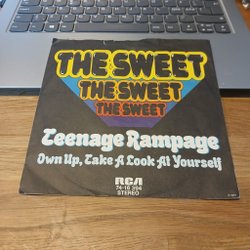 THE SWEET
THE SWEET
THE SWEET
Teenage Rampage
Own Up, Take A Look At Yourself
RCA
74-16 394
STEREO